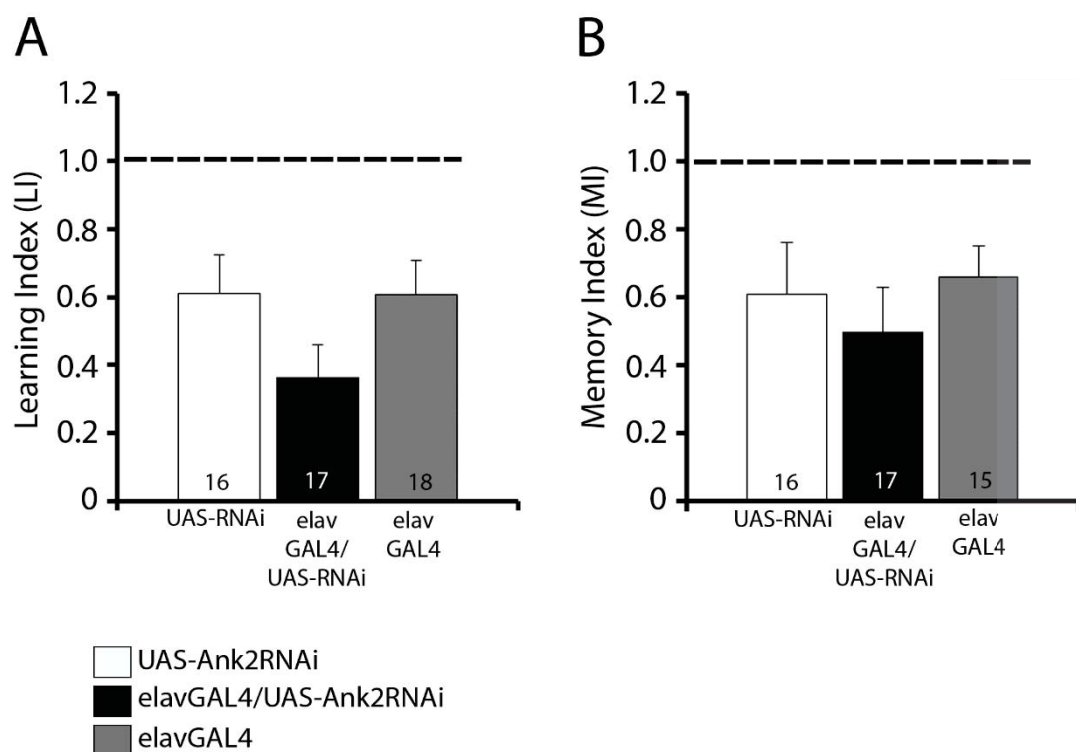 A
Learning Index (LI)
1.2
1.0
0.8
0.6
0.4
0.2
0
16
17
18
UAS-RNAi
elav
GAL4/
UAS-RNAi
elav
GAL4
B
Memory Index (MI)
1.2
1.0
0.8
0.6
0.4
0.2
0
16
17
15
UAS-RNAi
elav
GAL4/
UAS-RNAi
elav
GAL4
UAS-Ank2RNAi
elavGAL4/UAS-Ank2RNAi
elavGAL4